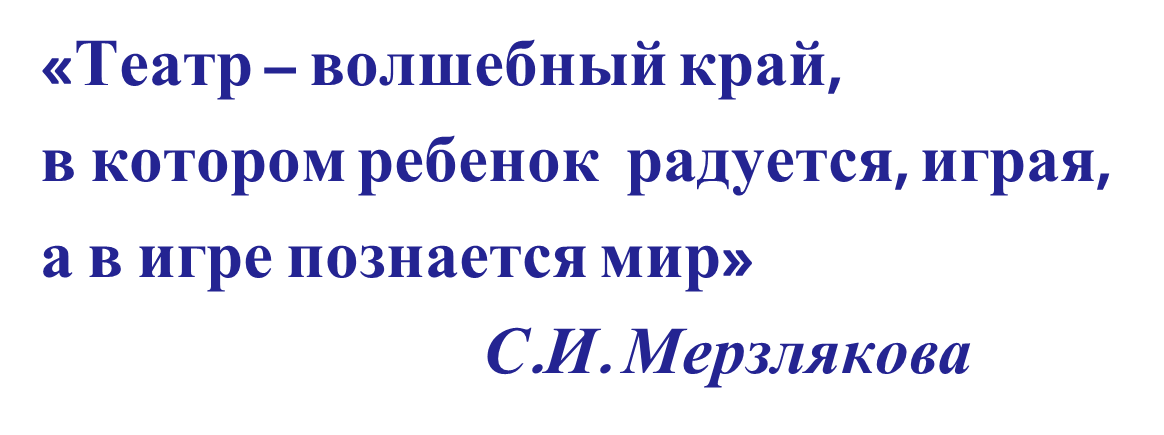 «Театр – волшебный край,
в котором ребенок  радуется, играя,
а в игре познается мир»
С.И. Мерзлякова